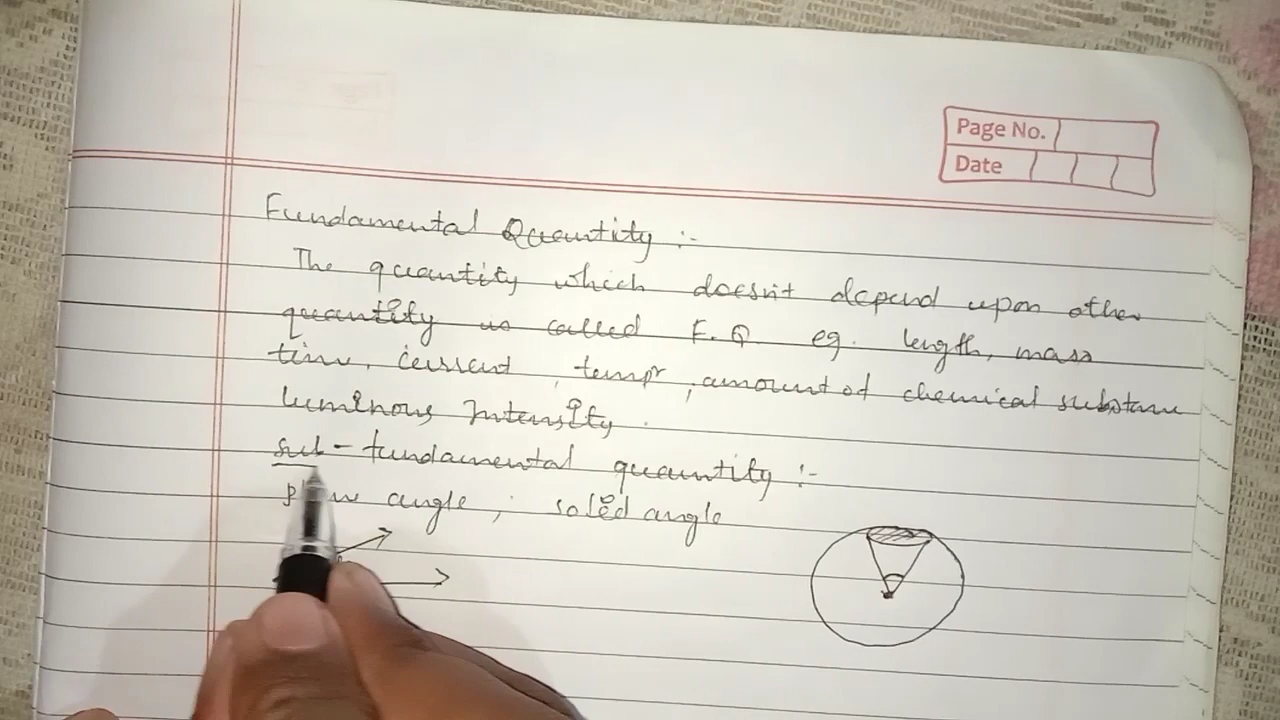 Page No.
Date
Fundamental Quantity :-
The quantity which doesn't depend upon other
quantity is called F.Q. eg. length, mass
time, current, tempr, amount of chemical substance
luminous Intensity.
sub-fundamental quantity :-
plane angle ; solid angle